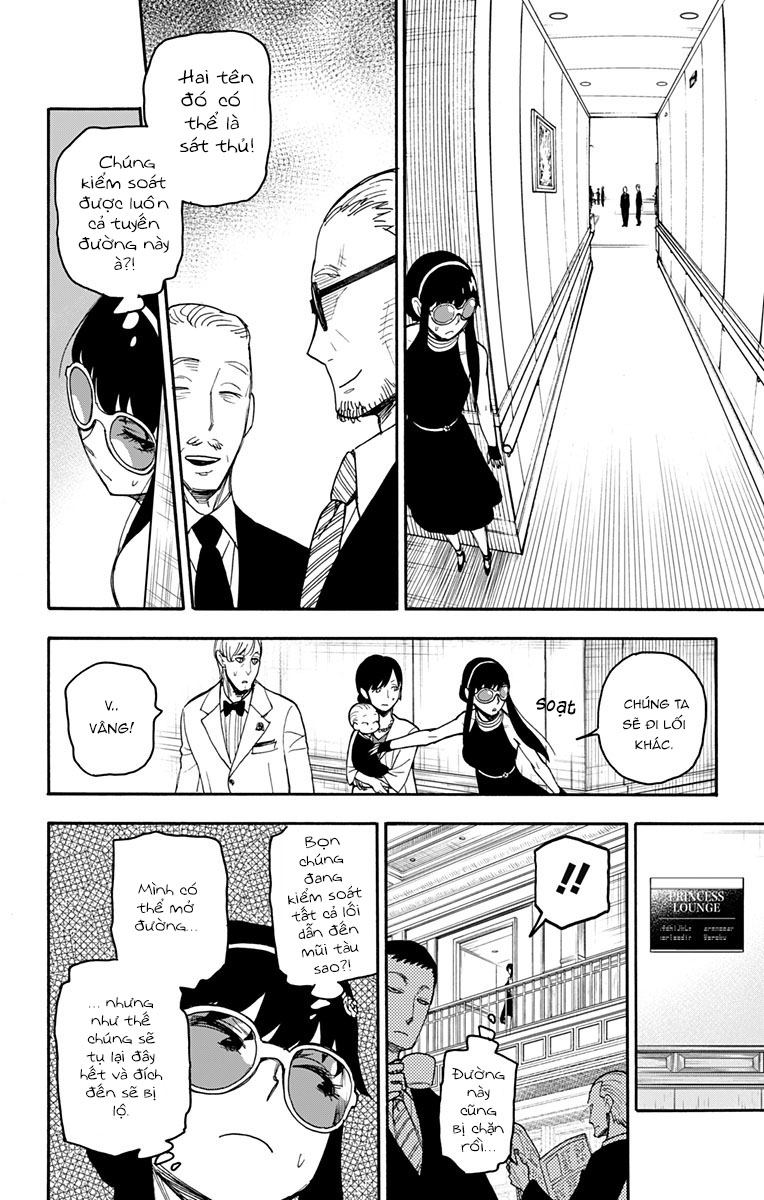 Hai tên
đó có
thể là
sát thủ!
Chúng
kiểm soát
được luôn
cả tuyến
đường này
à?!
CHÚNG TA
SẼ ĐI LỐI
KHÁC.
soạt
V..
VÂNG!
PRINCESS
LOUNGE
!!
Đường
này
cũng
bị chặn
rồi...
Bọn
chúng
đang
kiểm soát
tất cả lối
dẫn đến
mũi tàu
sao?!
Mình có
thể mở
đường...
... nhưng
như thế
chúng sẽ
tụ lại đây
hết và đích
đến sẽ bị
lộ.